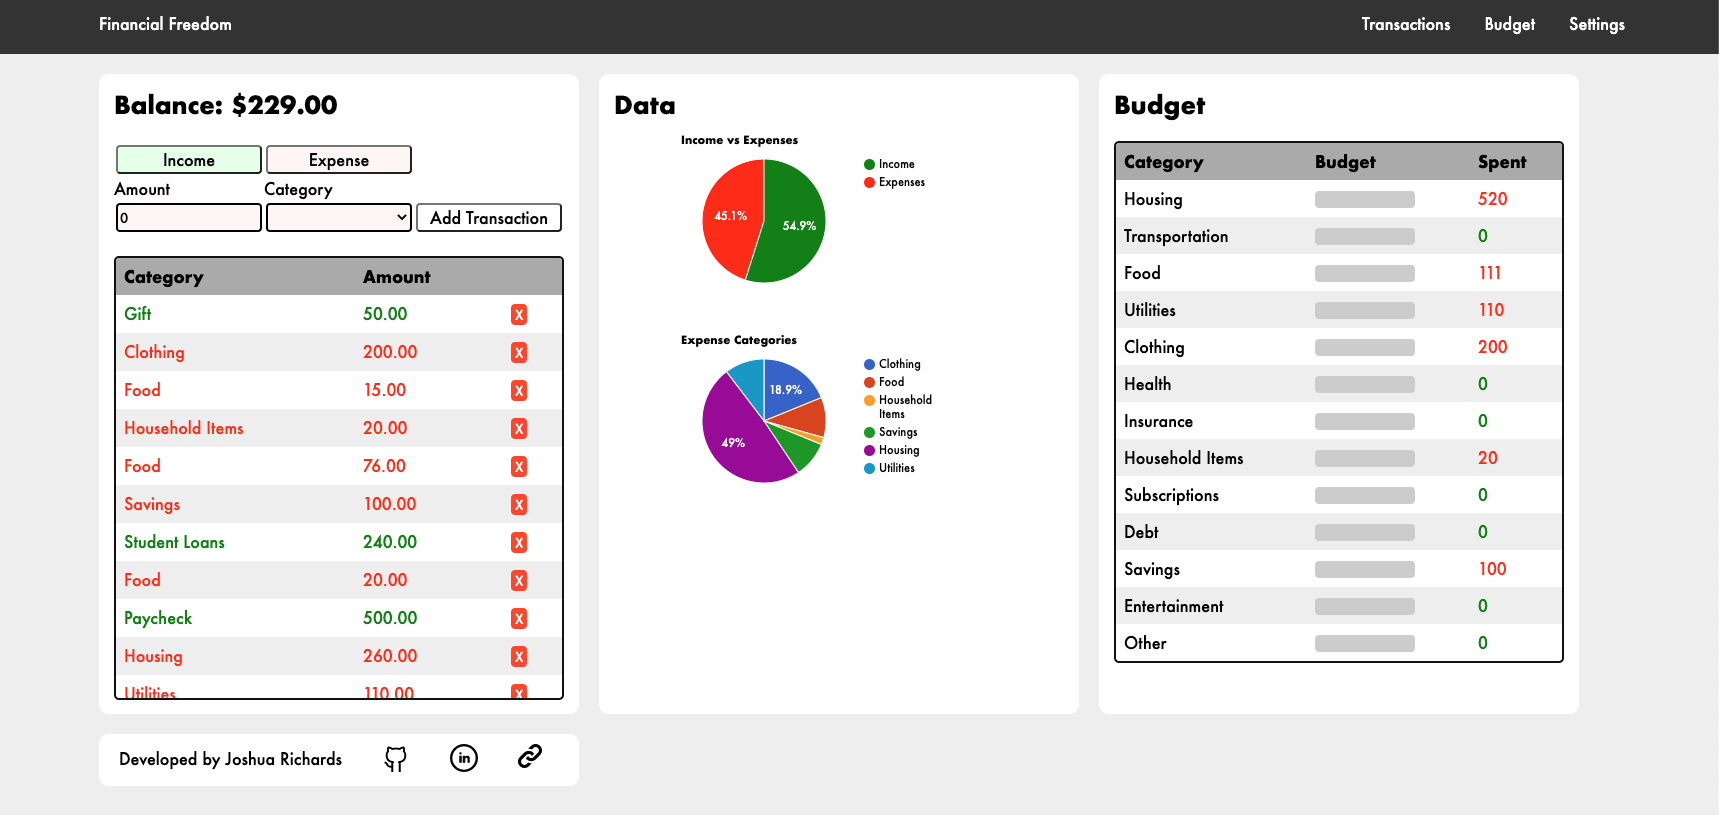 Financial Freedom
Transactions Budget Settings
Balance: $229.00
Income Expense
Amount Category
0 Add Transaction
Category Amount
Gift 50.00 X
Clothing 200.00 X
Food 15.00 X
Household Items 20.00 X
Food 76.00 X
Savings 100.00 X
Student Loans 240.00 X
Food 20.00 X
Paycheck 500.00 X
Housing 260.00 X
Utilities 110.00 X
Developed by Joshua Richards in
Data
Income vs Expenses
45.1%
54.9%
Income
Expenses
Expense Categories
18.9%
49%
Clothing
Food
Household
Items
Savings
Housing
Utilities
Budget
Category Budget Spent
Housing 520
Transportation 0
Food 111
Utilities 110
Clothing 200
Health 0
Insurance 0
Household Items 20
Subscriptions 0
Debt 0
Savings 100
Entertainment 0
Other 0